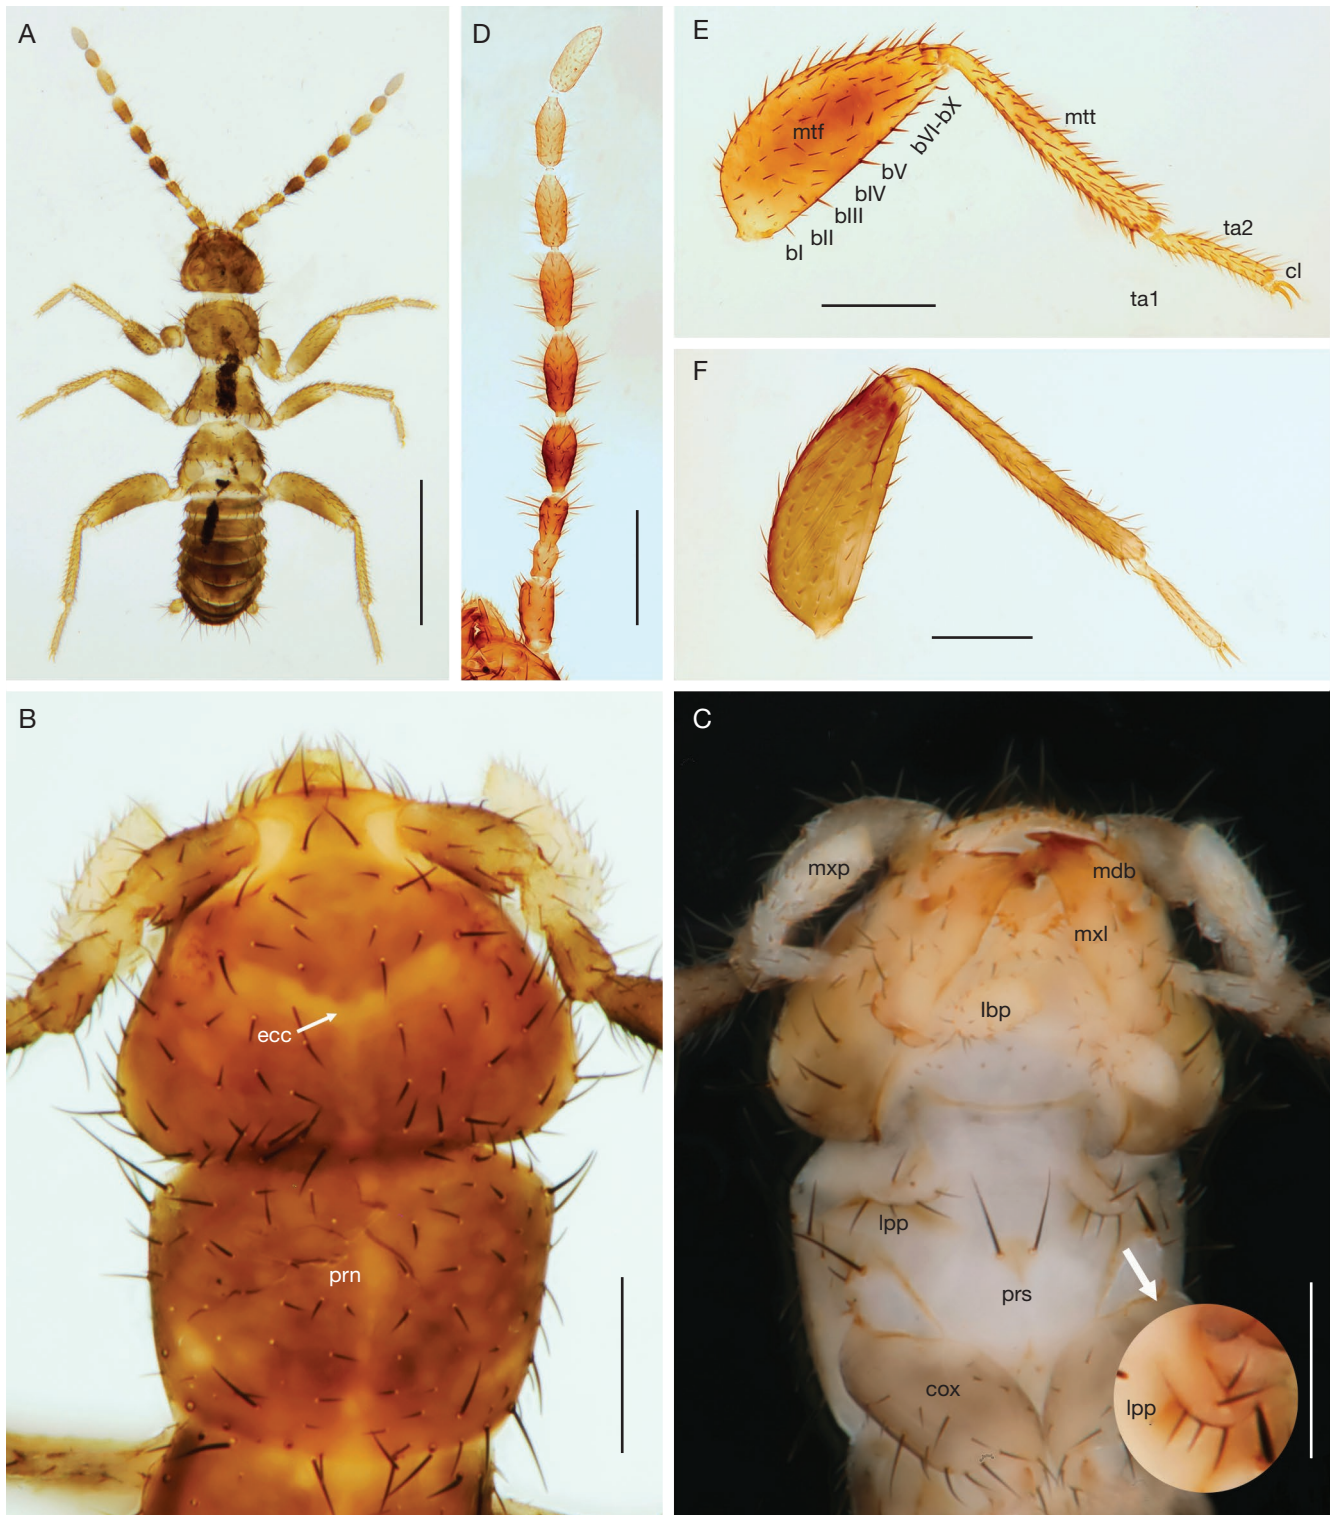 A
D
E
mtf
mtt
bVI-bX
bV
bIV
bIII
bII
bI
ta2
cl
ta1
F
B
ecc
prn
C
mxp
mdb
mxl
lbp
lpp
prs
cox
lpp